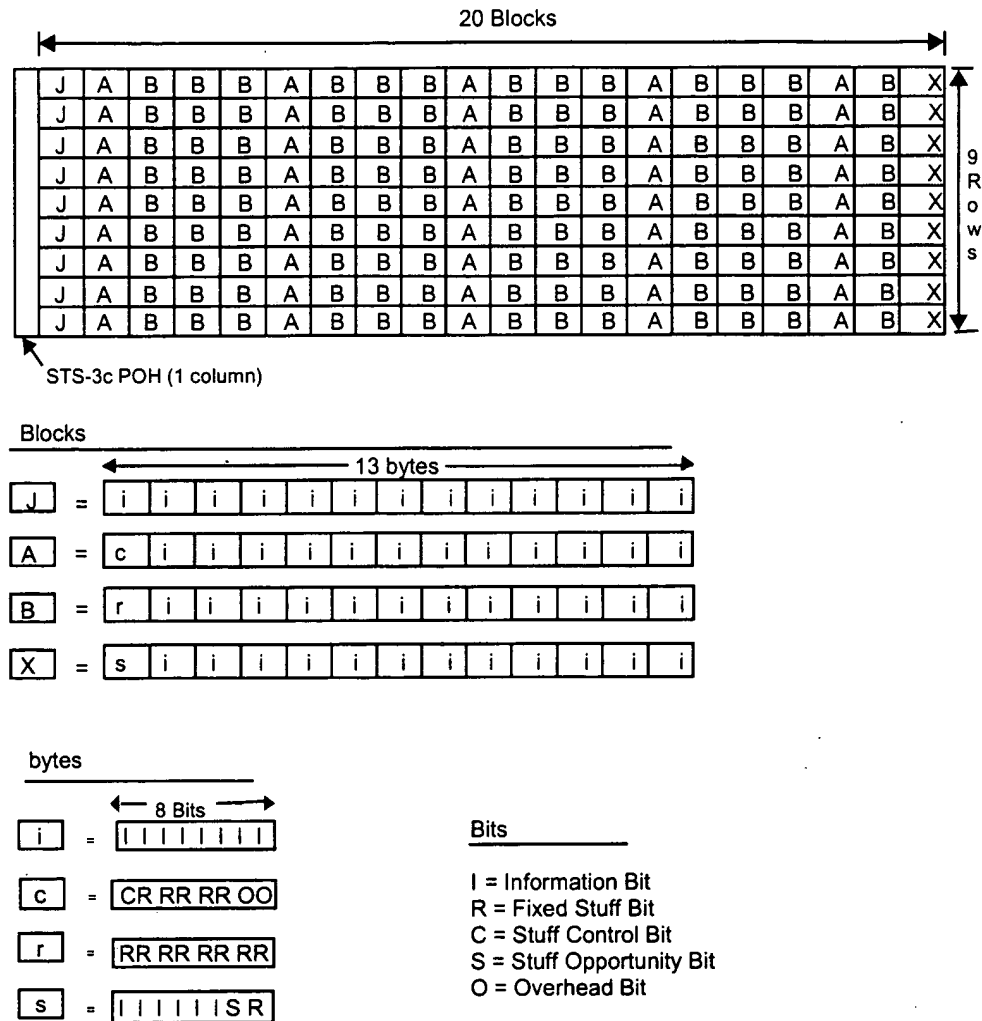 20 Blocks
J A B B B A B B B A B B B A B B B A B X
J A B B B A B B B A B B B A B B B A B X
J A B B B A B B B A B B B A B B B A B X
J A B B B A B B B A B B B A B B B A B X
J A B B B A B B B A B B B A B B B A B X
J A B B B A B B B A B B B A B B B A B X
J A B B B A B B B A B B B A B B B A B X
J A B B B A B B B A B B B A B B B A B X
J A B B B A B B B A B B B A B B B A B X
9
R
o
w
s
STS-3c POH (1 column)
Blocks
13 bytes
J = i i i i i i i i i i i i i
A = c i i i i i i i i i i i i
B = r i i i i i i i i i i i i
X = s i i i i i i i i i i i i
bytes
8 Bits
i = I I I I I I I I
c = CR RR RR OO
r = RR RR RR RR
s = I I I I I I S R
Bits
I = Information Bit
R = Fixed Stuff Bit
C = Stuff Control Bit
S = Stuff Opportunity Bit
O = Overhead Bit